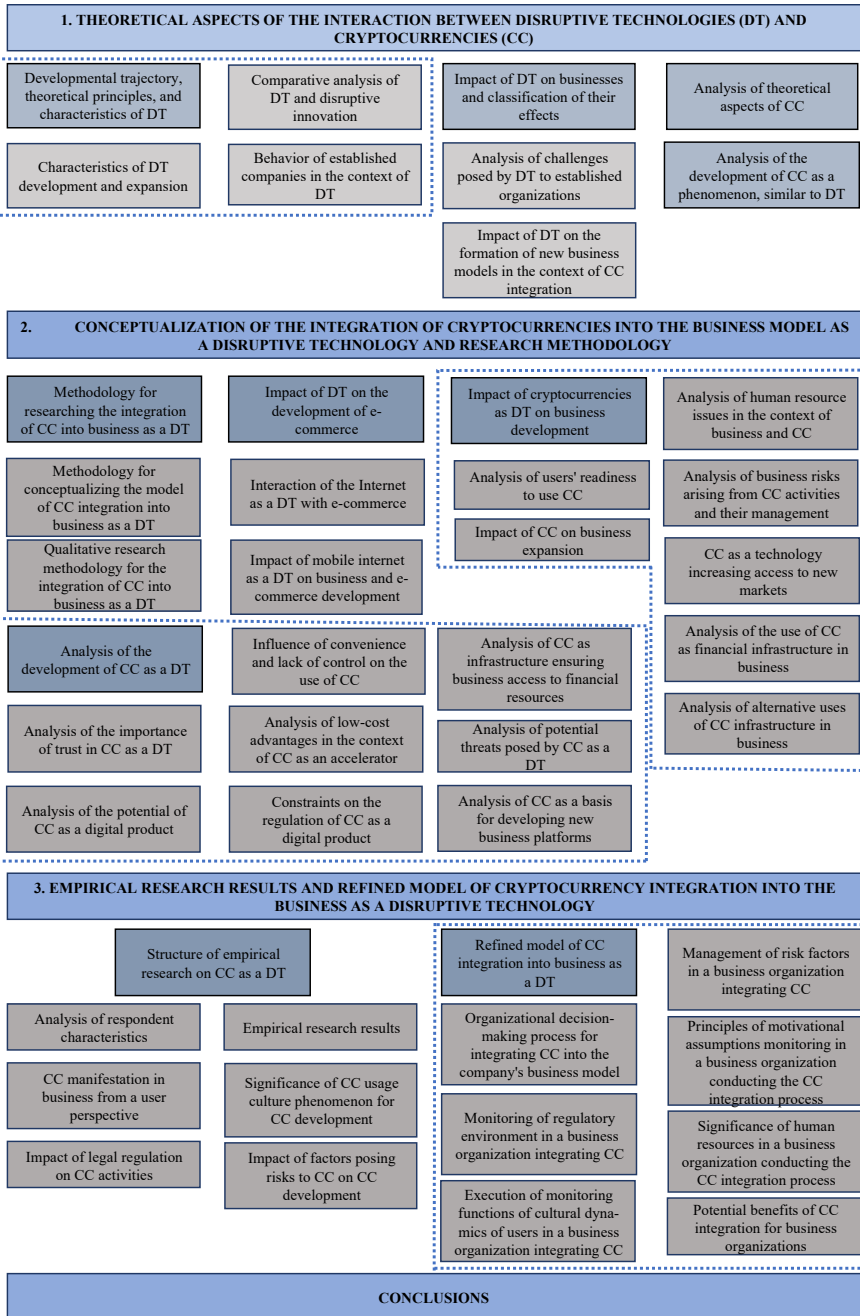 1. THEORETICAL ASPECTS OF THE INTERACTION BETWEEN DISRUPTIVE TECHNOLOGIES (DT) AND
CRYPTOCURRENCIES (CC)
Developmental trajectory,
theoretical principles, and
characteristics of DT
Comparative analysis of
DT and disruptive
innovation
Impact of DT on businesses
and classification of their
effects
Analysis of theoretical
aspects of CC
Characteristics of DT
development and expansion
Behavior of established
companies in the context of
DT
Analysis of challenges
posed by DT to established
organizations
Analysis of the
development of CC as a
phenomenon, similar to DT
Impact of DT on the
formation of new business
models in the context of CC
integration
2. CONCEPTUALIZATION OF THE INTEGRATION OF CRYPTOCURRENCIES INTO THE BUSINESS MODEL AS
A DISRUPTIVE TECHNOLOGY AND RESEARCH METHODOLOGY
Methodology for
researching the integration
of CC into business as a DT
Impact of DT on the
development of e-
commerce
Impact of cryptocurrencies
as DT on business
development
Analysis of human resource
issues in the context of
business and CC
Methodology for
conceptualizing the model
of CC integration into
business as a DT
Interaction of the Internet
as a DT with e-commerce
Analysis of users' readiness
to use CC
Analysis of business risks
arising from CC activities
and their management
Qualitative research
methodology for the
integration of CC into
business as a DT
Impact of mobile internet
as a DT on business and e-
commerce development
Impact of CC on business
expansion
CC as a technology
increasing access to new
markets
Analysis of the
development of CC as a DT
Influence of convenience
and lack of control on the
use of CC
Analysis of CC as
infrastructure ensuring
business access to financial
resources
Analysis of the use of CC
as financial infrastructure in
business
Analysis of the importance
of trust in CC as a DT
Analysis of low-cost
advantages in the context
of CC as an accelerator
Analysis of potential
threats posed by CC as a
DT
Analysis of alternative uses
of CC infrastructure in
business
Analysis of the potential of
CC as a digital product
Constraints on the
regulation of CC as a
digital product
Analysis of CC as a basis
for developing new
business platforms
3. EMPIRICAL RESEARCH RESULTS AND REFINED MODEL OF CRYPTOCURRENCY INTEGRATION INTO THE
BUSINESS AS A DISRUPTIVE TECHNOLOGY
Structure of empirical
research on CC as a DT
Refined model of CC
integration into business as
a DT
Management of risk factors
in a business organization
integrating CC
Analysis of respondent
characteristics
Empirical research results
Organizational decision-
making process for
integrating CC into the
company's business model
Principles of motivational
assumptions monitoring in
a business organization
conducting the CC
integration process
CC manifestation in
business from a user
perspective
Significance of CC usage
culture phenomenon for
CC development
Monitoring of regulatory
environment in a business
organization integrating CC
Significance of human
resources in a business
organization conducting the
CC integration process
Impact of legal regulation
on CC activities
Impact of factors posing
risks to CC on CC
development
Execution of monitoring
functions of cultural dyna-
mics of users in a business
organization integrating CC
Potential benefits of CC
integration for business
organizations
CONCLUSIONS